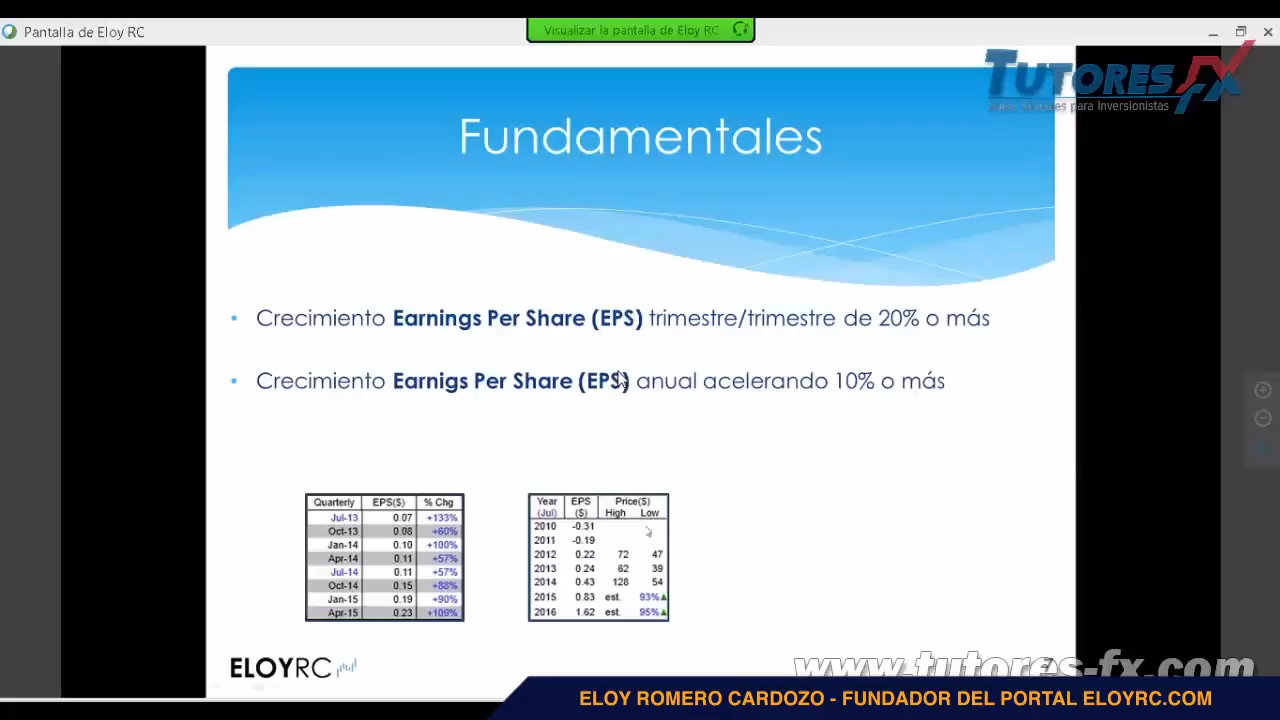 Pantalla de Eloy RC
Visualizar la pantalla de Eloy RC
TUTORESFX
para Inversionistas
Fundamentales
• Crecimiento Earnings Per Share (EPS) trimestre/trimestre de 20% o más
• Crecimiento Earnigs Per Share (EPS) anual acelerando 10% o más
Quarterly EPS($) % Chg
Jul-13 0.07 +133%
Oct-13 0.08 +60%
Jan-14 0.10 +100%
Apr-14 0.11 +57%
Jul-14 0.11 +57%
Oct-14 0.15 +88%
Jan-15 0.19 +90%
Apr-15 0.23 +109%
Year EPS Price($)
(Jul) ($) High Low
2010 -0.31
2011 -0.19
2012 0.22 72 47
2013 0.24 62 39
2014 0.43 128 54
2015 0.83 est. 93%▲
2016 1.62 est. 95%▲
ELOYRC
www.tutores-fx.com
ELOY ROMERO CARDOZO - FUNDADOR DEL PORTAL ELOYRC.COM